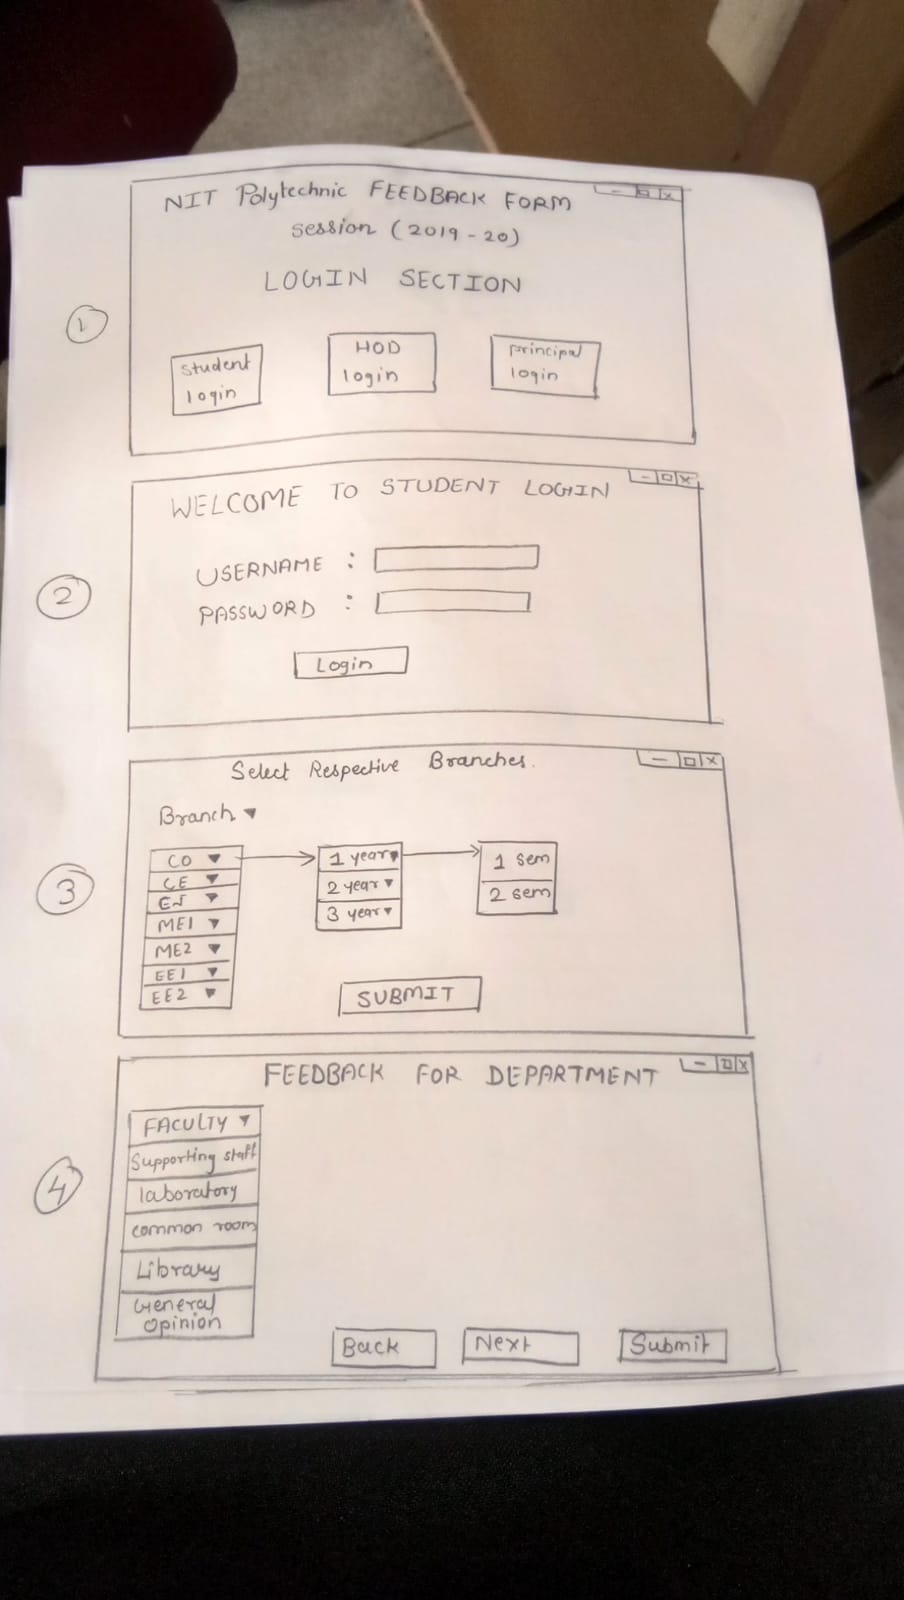 NIT Polytechnic FEEDBACK FORM
session (2019-20)
LOGIN SECTION
1
student
login
HOD
login
principal
login
WELCOME TO STUDENT LOGIN
2
USERNAME :
PASSWORD :
Login
Select Respective Branches.
Branch
3
CO
CE
EJ
ME1
ME2
EE1
EE2
1 year
2 year
3 year
1 sem
2 sem
SUBMIT
FEEDBACK FOR DEPARTMENT
4
FACULTY
Supporting staff
laboratory
common room
Library
General
opinion
Back
Next
Submit